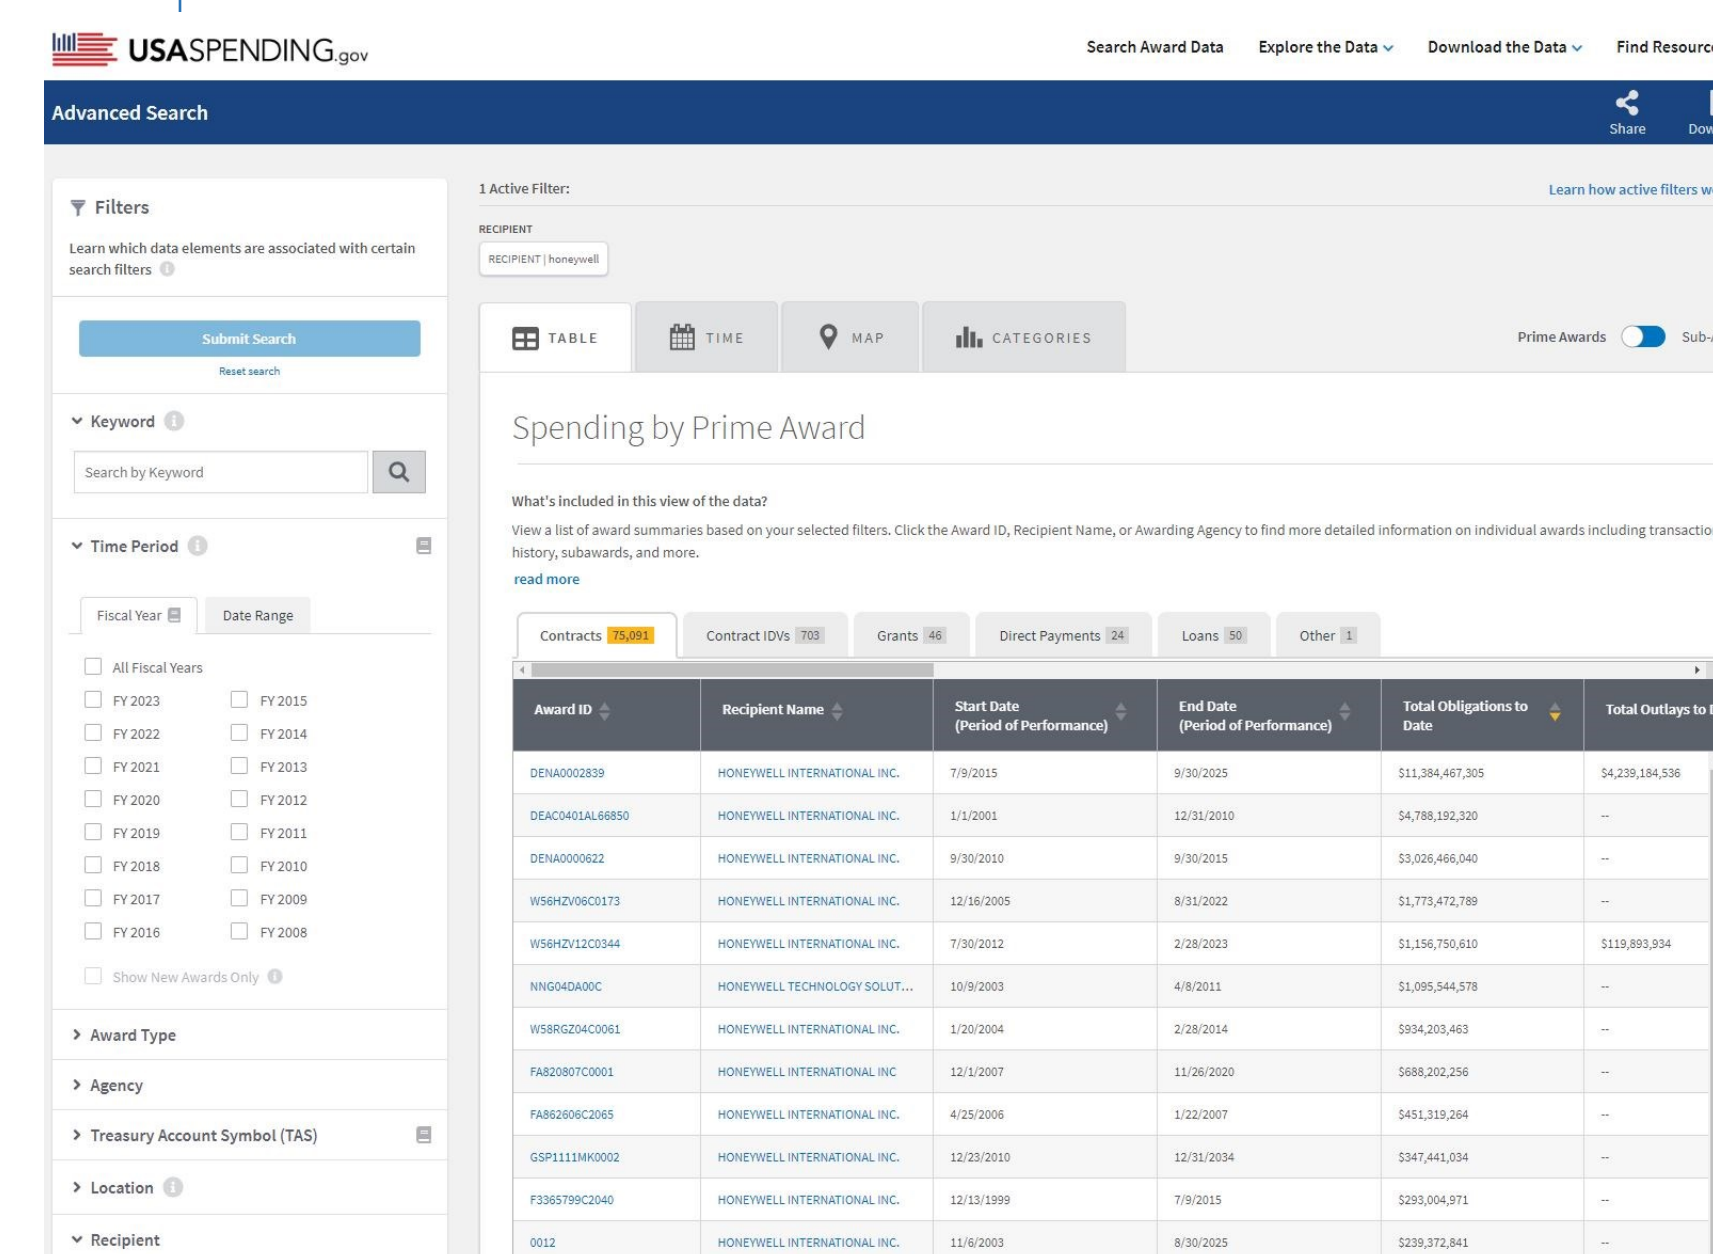 USASPENDING.gov
Search Award Data
Explore the Data
Download the Data
Find
Advanced Search
Share
Filters
Learn which data elements are associated with certain
search filters
Submit Search
Reset search
Keyword
Search by Keyword
Time Period
Fiscal Year
Date Range
All Fiscal Years
FY 2023
FY 2015
FY 2022
FY 2014
FY 2021
FY 2013
FY 2020
FY 2012
FY 2019
FY 2011
FY 2018
FY 2010
FY 2017
FY 2009
FY 2016
FY 2008
Show New Awards Only
Award Type
Agency
Treasury Account Symbol (TAS)
Location
Recipient
1 Active Filter:
Learn how active filters
RECIPIENT
RECIPIENT | honeywell
TABLE
TIME
MAP
CATEGORIES
Prime Awards
Spending by Prime Award
What's included in this view of the data?
View a list of award summaries based on your selected filters. Click the Award ID, Recipient Name, or Awarding Agency to find more detailed information on individual awards including
history, subawards, and more.
read more
Contracts 75,091
Contract IDVs 703
Grants 46
Direct Payments 24
Loans 50
Other 1
Award ID
Recipient Name
Start Date
(Period of Performance)
End Date
(Period of Performance)
Total Obligations to
Date
Total Outlays to
DENA0002839 HONEYWELL INTERNATIONAL INC. 7/9/2015 9/30/2025 $11,384,467,305 $4,239,184,536
DEAC0401AL66850 HONEYWELL INTERNATIONAL INC. 1/1/2001 12/31/2010 $4,788,192,320 --
DENA0000622 HONEYWELL INTERNATIONAL INC. 9/30/2010 9/30/2015 $3,026,466,040 --
W56HZV06C0173 HONEYWELL INTERNATIONAL INC. 12/16/2005 8/31/2022 $1,773,472,789 --
W56HZV12C0344 HONEYWELL INTERNATIONAL INC. 7/30/2012 2/28/2023 $1,156,750,610 $119,893,934
NNG04DA00C HONEYWELL TECHNOLOGY SOLUT... 10/9/2003 4/8/2011 $1,095,544,578 --
W58RGZ04C0061 HONEYWELL INTERNATIONAL INC. 1/20/2004 2/28/2014 $934,203,463 --
FA820807C0001 HONEYWELL INTERNATIONAL INC 12/1/2007 11/26/2020 $688,202,256 --
FA862606C2065 HONEYWELL INTERNATIONAL INC. 4/25/2006 1/22/2007 $451,319,264 --
GSP1111MK0002 HONEYWELL INTERNATIONAL INC. 12/23/2010 12/31/2034 $347,441,034 --
F3365799C2040 HONEYWELL INTERNATIONAL INC. 12/13/1999 7/9/2015 $293,004,971 --
0012 HONEYWELL INTERNATIONAL INC. 11/6/2003 8/30/2025 $239,372,841 --